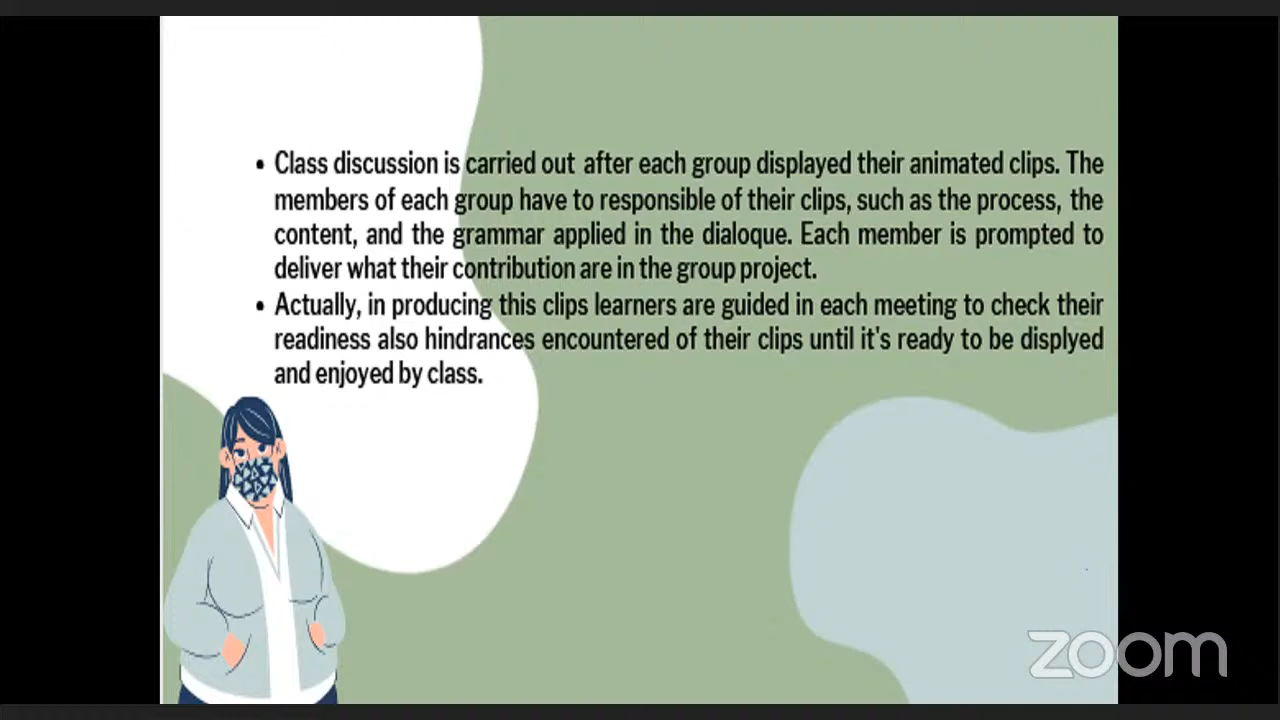 • Class discussion is carried out after each group displayed their animated clips. The
members of each group have to responsible of their clips, such as the process, the
content, and the grammar applied in the dialoque. Each member is prompted to
deliver what their contribution are in the group project.
• Actually, in producing this clips learners are guided in each meeting to check their
readiness also hindrances encountered of their clips until it's ready to be displyed
and enjoyed by class.
zoom